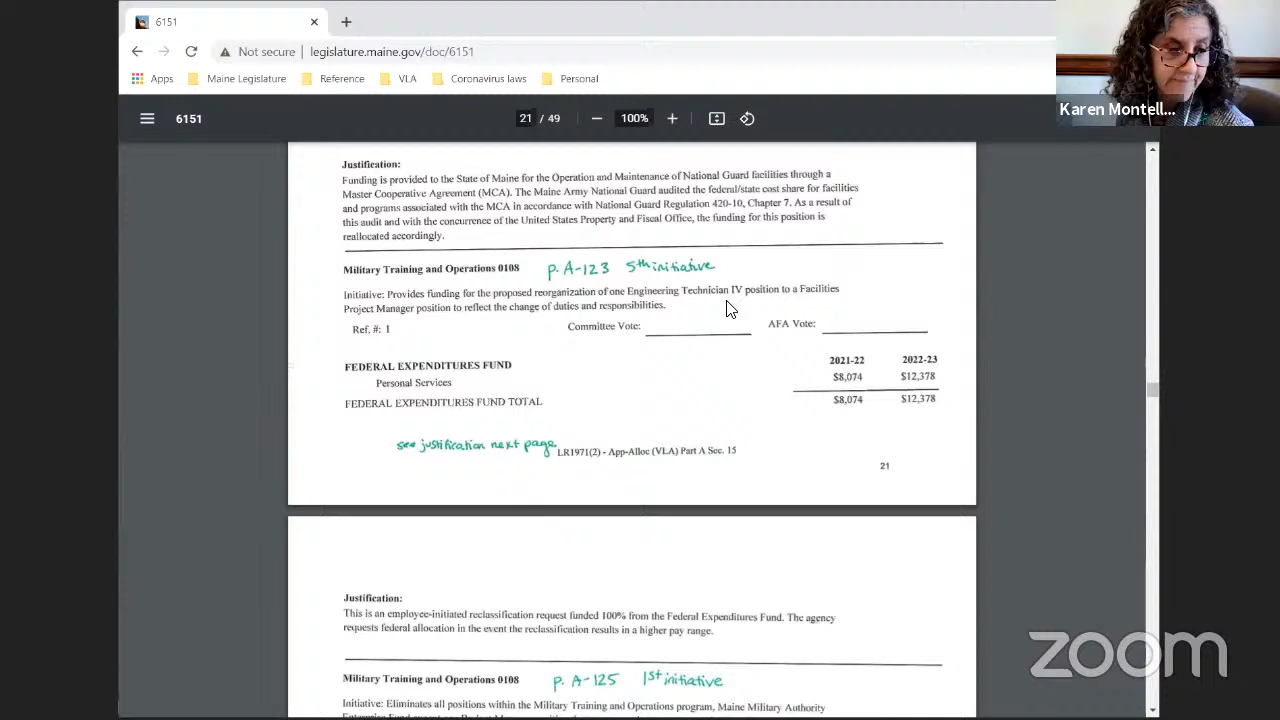 6151
Not secure
legislature.maine.gov/doc/6151
Apps
Maine Legislature
Reference
VLA
Coronavirus laws
Personal
Karen Montell...
6151
21 / 49
100%
Justification:
Funding is provided to the State of Maine for the Operation and Maintenance of National Guard facilities through a
Master Cooperative Agreement (MCA). The Maine Army National Guard audited the federal/state cost share for facilities
and programs associated with the MCA in accordance with National Guard Regulation 420-10, Chapter 7. As a result of
this audit and with the concurrence of the United States Property and Fiscal Office, the funding for this position is
reallocated accordingly.
Military Training and Operations 0108 p. A-123 5th initiative
Initiative: Provides funding for the proposed reorganization of one Engineering Technician IV position to a Facilities
Project Manager position to reflect the change of duties and responsibilities.
Ref. #: 1 Committee Vote: AFA Vote:
2021-22 2022-23
FEDERAL EXPENDITURES FUND
Personal Services $8,074 $12,378
FEDERAL EXPENDITURES FUND TOTAL $8,074 $12,378
see justification next page
LR1971(2) - App-Alloc (VLA) Part A Sec. 15
21
Justification:
This is an employee-initiated reclassification request funded 100% from the Federal Expenditures Fund. The agency
requests federal allocation in the event the reclassification results in a higher pay range.
Military Training and Operations 0108 p. A-125 1st initiative
Initiative: Eliminates all positions within the Military Training and Operations program, Maine Military Authority
zoom